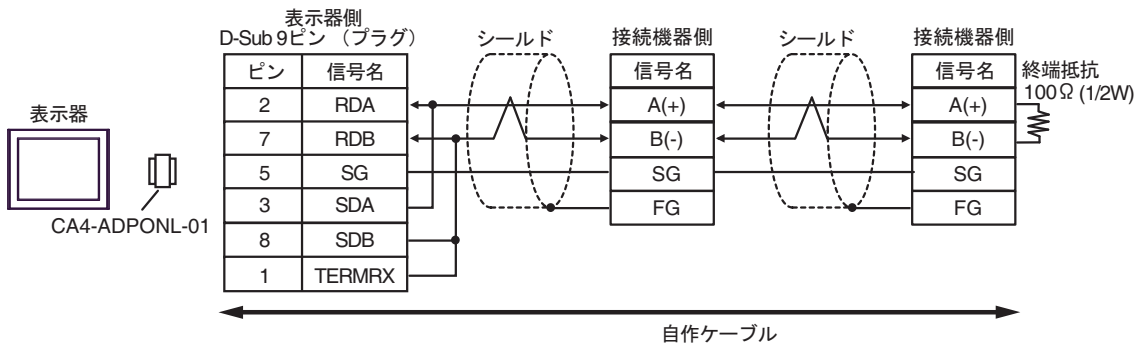 表示器側
D-Sub 9ピン (プラグ)
シールド
接続機器側
シールド
接続機器側
ピン 信号名
信号名
信号名
終端抵抗
100Ω (1/2W)
2 RDA
A(+)
A(+)
7 RDB
B(-)
B(-)
5 SG
SG
SG
3 SDA
FG
FG
8 SDB
1 TERMRX
表示器
CA4-ADPONL-01
自作ケーブル